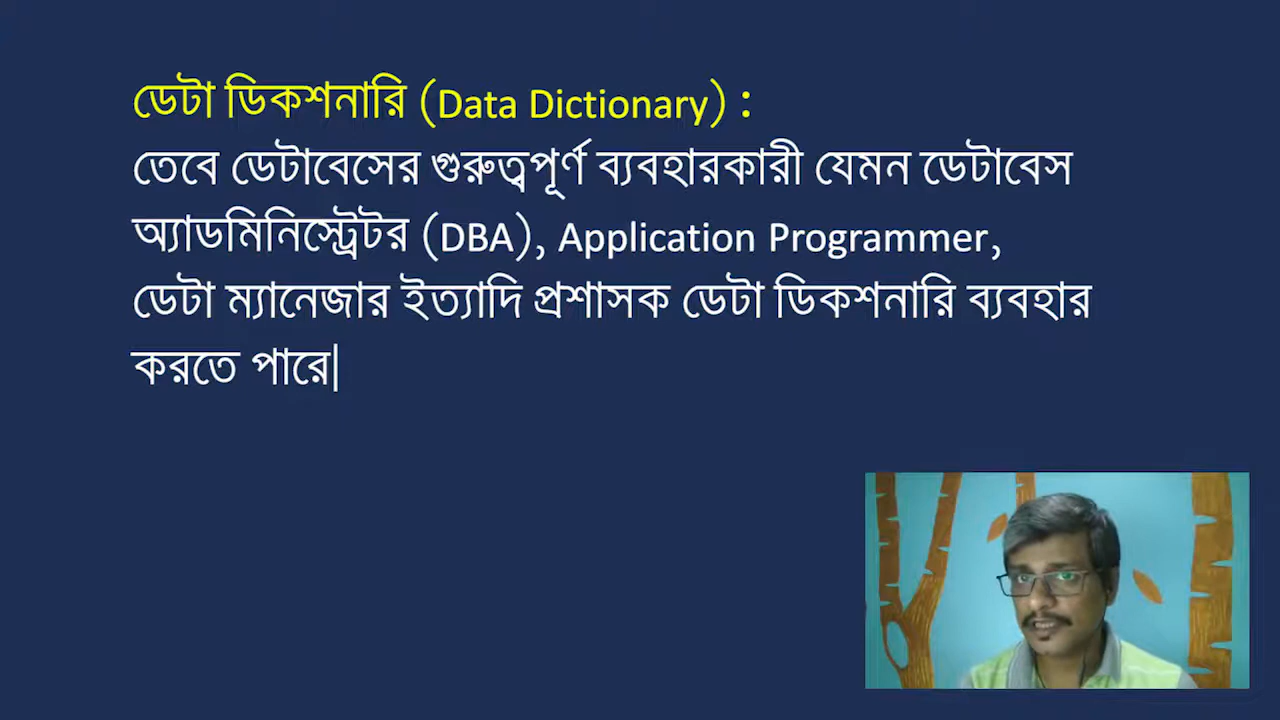 ডেটা ডিকশনারি (Data Dictionary) :
তেবে ডেটাবেসের গুরুত্বপূর্ণ ব্যবহারকারী যেমন ডেটাবেস
অ্যাডমিনিস্ট্রেটর (DBA), Application Programmer,
ডেটা ম্যানেজার ইত্যাদি প্রশাসক ডেটা ডিকশনারি ব্যবহার
করতে পারে|